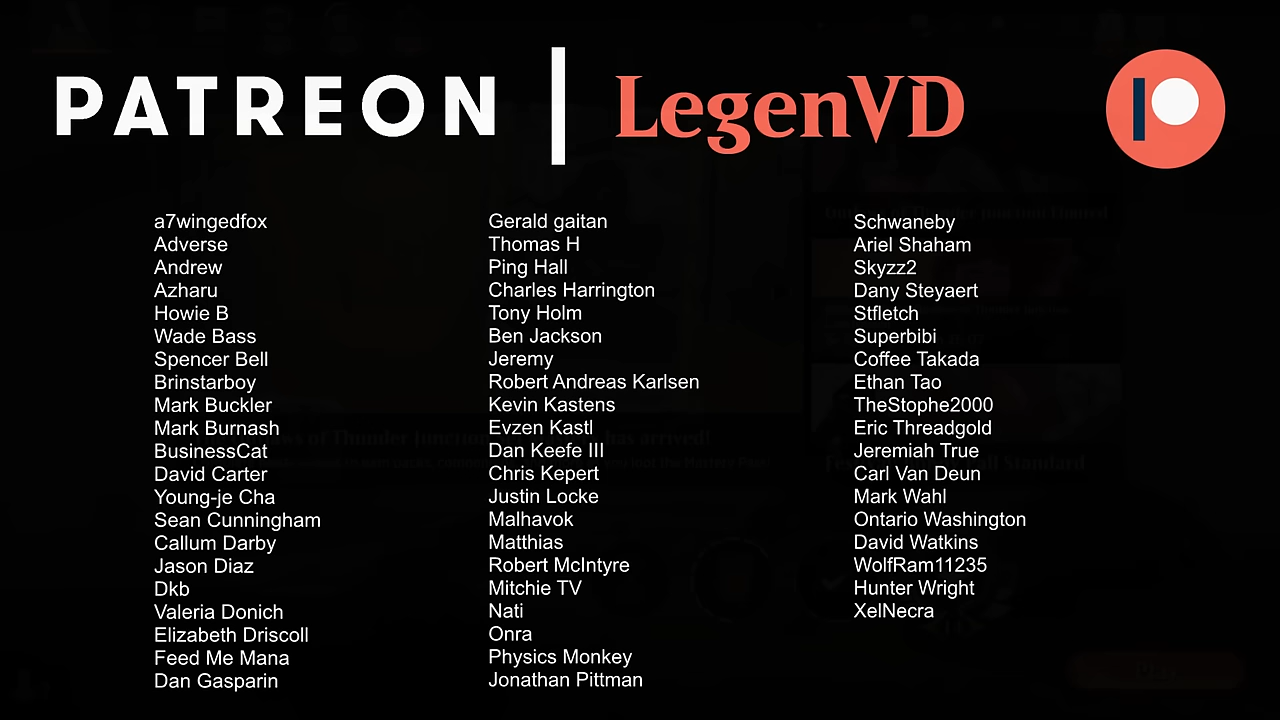 PATREON | LegenVD
a7wingedfox
Adverse
Andrew
Azharu
Howie B
Wade Bass
Spencer Bell
Brinstarboy
Mark Buckler
Mark Burnash
BusinessCat
David Carter
Young-je Cha
Sean Cunningham
Callum Darby
Jason Diaz
Dkb
Valeria Donich
Elizabeth Driscoll
Feed Me Mana
Dan Gasparin
Gerald gaitan
Thomas H
Ping Hall
Charles Harrington
Tony Holm
Ben Jackson
Jeremy
Robert Andreas Karlsen
Kevin Kastens
Evzen Kastl
Dan Keefe III
Chris Kepert
Justin Locke
Malhavok
Matthias
Robert McIntyre
Mitchie TV
Nati
Onra
Physics Monkey
Jonathan Pittman
Schwaneby
Ariel Shaham
Skyzz2
Dany Steyaert
Stfletch
Superbibi
Coffee Takada
Ethan Tao
TheStophe2000
Eric Threadgold
Jeremiah True
Carl Van Deun
Mark Wahl
Ontario Washington
David Watkins
WolfRam11235
Hunter Wright
XelNecra